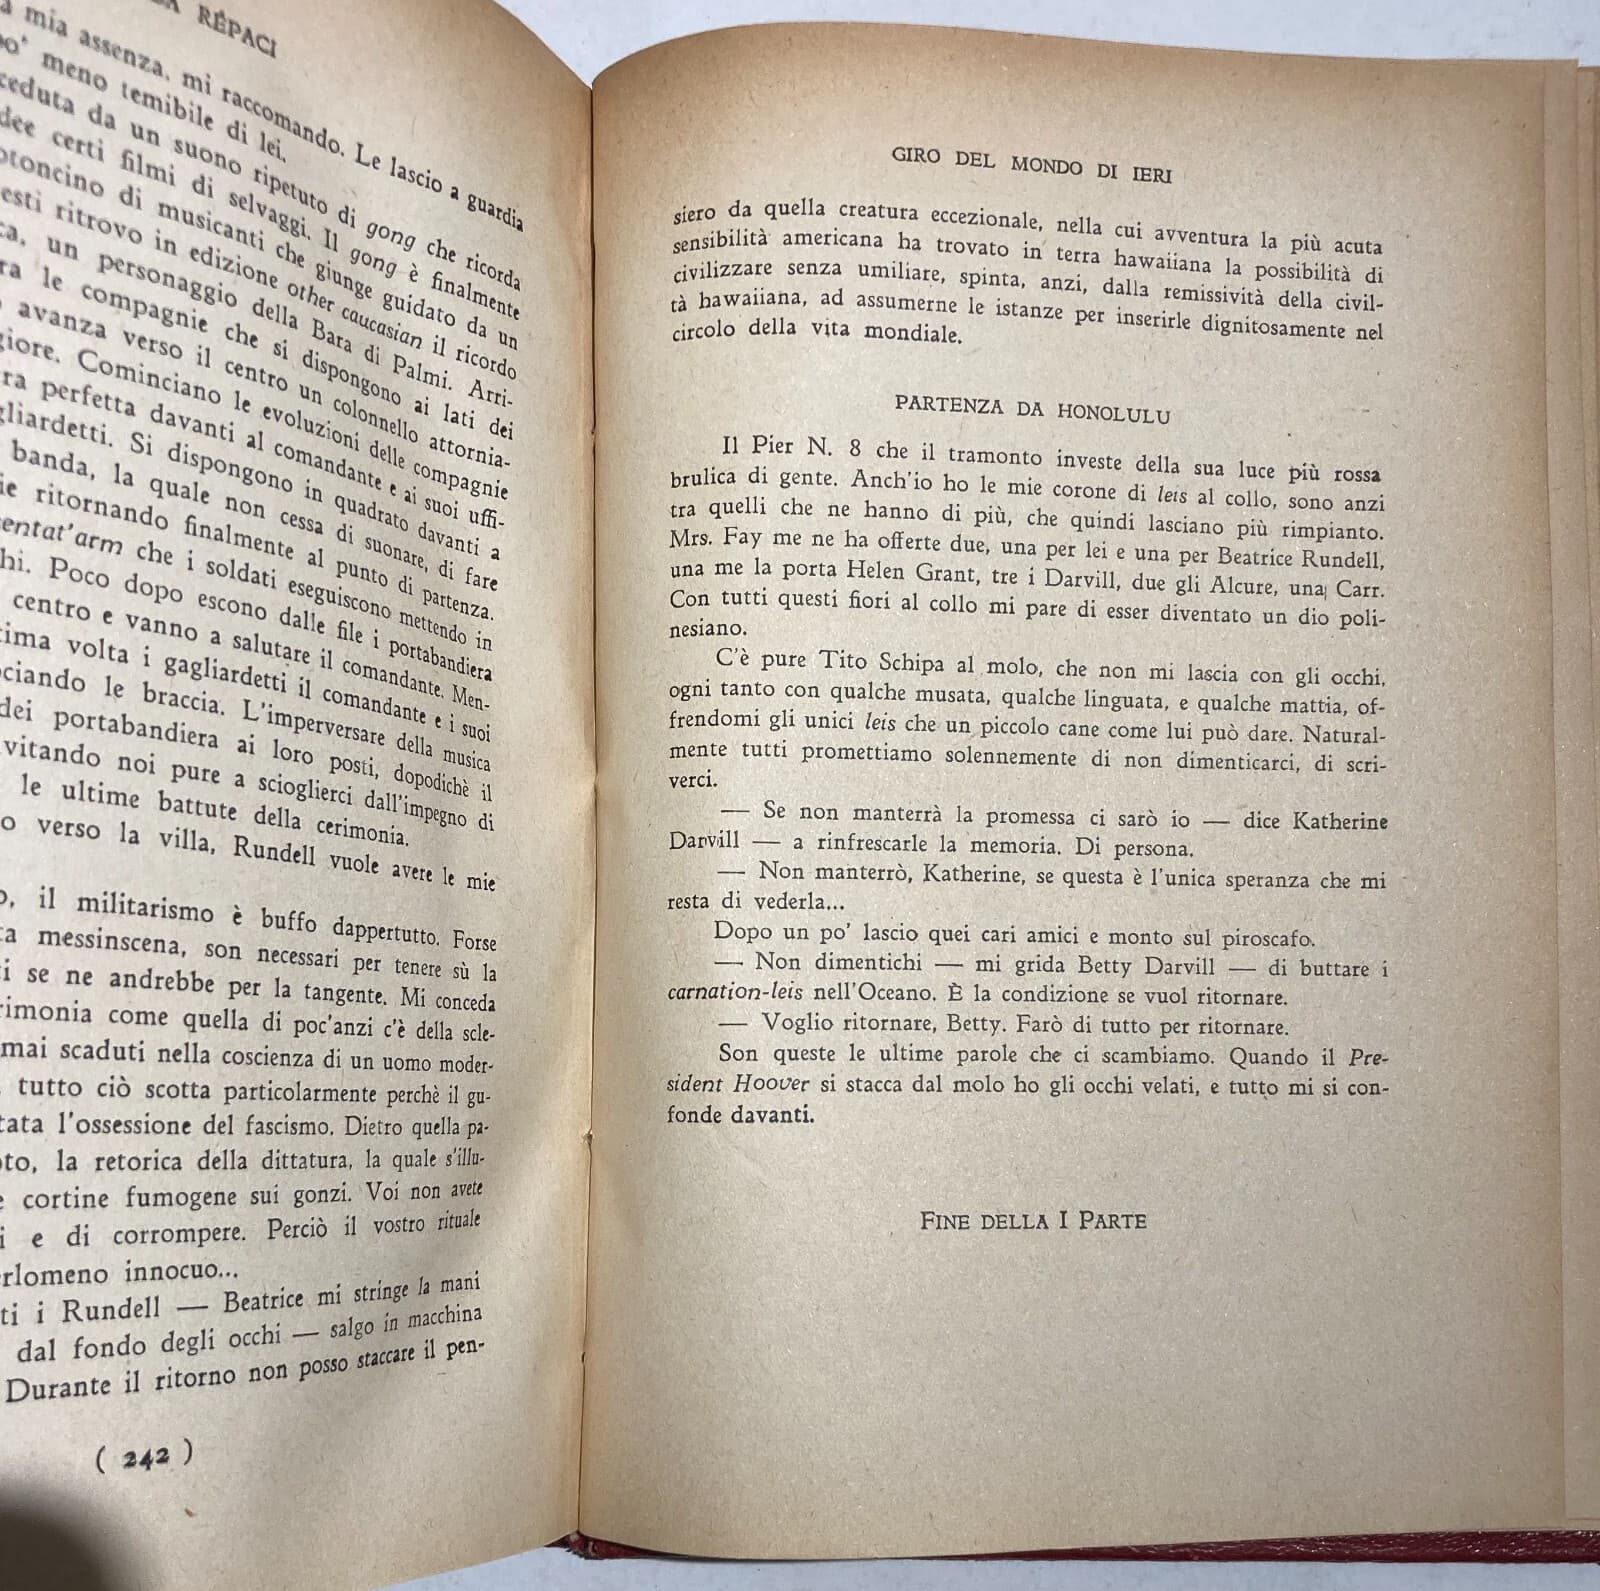 RÉPACI
mia assenza, mi raccomando. Le lascio a guardia
po' meno temibile di lei.
ceduta da un suono ripetuto di gong che ricorda
certi filmi di selvaggi. Il gong è finalmente
di musicanti che giunge guidato da un
ritrovo in edizione other caucasian il ricordo
un personaggio della Bara di Palmi. Arri-
le compagnie che si dispongono ai lati dei
avanza verso il centro un colonnello attornia-
Cominciano le evoluzioni delle compagnie
perfetta davanti al comandante e ai suoi uffi-
gliardetti. Si dispongono in quadrato davanti a
banda, la quale non cessa di suonare, di fare
ritornando finalmente al punto di partenza.
sentat'arm che i soldati eseguiscono mettendo in
Poco dopo escono dalle file i portabandiera
centro e vanno a salutare il comandante. Men-
tima volta i gagliardetti il comandante e i suoi
ociando le braccia. L'imperversare della musica
dei portabandiera ai loro posti, dopodichè il
vitando noi pure a scioglierci dall'impegno di
le ultime battute della cerimonia.
verso la villa, Rundell vuole avere le mie
il militarismo è buffo dappertutto. Forse
messinscena, son necessari per tenere sù la
se ne andrebbe per la tangente. Mi conceda
rimonia come quella di poc'anzi c'è della scle-
mai scaduti nella coscienza di un uomo moder-
tutto ciò scotta particolarmente perchè il gu-
tata l'ossessione del fascismo. Dietro quella pa-
oto, la retorica della dittatura, la quale s'illu-
cortine fumogene sui gonzi. Voi non avete
i e di corrompere. Perciò il vostro rituale
erlomeno innocuo...
ti i Rundell — Beatrice mi stringe la mani
dal fondo degli occhi — salgo in macchina
Durante il ritorno non posso staccare il pen-
( 242 )
GIRO DEL MONDO DI IERI
siero da quella creatura eccezionale, nella cui avventura la più acuta
sensibilità americana ha trovato in terra hawaiiana la possibilità di
civilizzare senza umiliare, spinta, anzi, dalla remissività della civil-
tà hawaiiana, ad assumerne le istanze per inserirle dignitosamente nel
circolo della vita mondiale.
PARTENZA DA HONOLULU
Il Pier N. 8 che il tramonto investe della sua luce più rossa
brulica di gente. Anch'io ho le mie corone di leis al collo, sono anzi
tra quelli che ne hanno di più, che quindi lasciano più rimpianto.
Mrs. Fay me ne ha offerte due, una per lei e una per Beatrice Rundell,
una me la porta Helen Grant, tre i Darvill, due gli Alcure, una Carr.
Con tutti questi fiori al collo mi pare di esser diventato un dio poli-
nesiano.
C'è pure Tito Schipa al molo, che non mi lascia con gli occhi,
ogni tanto con qualche musata, qualche linguata, e qualche mattia, of-
frendomi gli unici leis che un piccolo cane come lui può dare. Natural-
mente tutti promettiamo solennemente di non dimenticarci, di scri-
verci.
— Se non manterrà la promessa ci sarò io — dice Katherine
Darvill — a rinfrescarle la memoria. Di persona.
— Non manterrò, Katherine, se questa è l'unica speranza che mi
resta di vederla...
Dopo un po' lascio quei cari amici e monto sul piroscafo.
— Non dimentichi — mi grida Betty Darvill — di buttare i
carnation-leis nell'Oceano. È la condizione se vuol ritornare.
— Voglio ritornare, Betty. Farò di tutto per ritornare.
Son queste le ultime parole che ci scambiamo. Quando il Pre-
sident Hoover si stacca dal molo ho gli occhi velati, e tutto mi si con-
fonde davanti.
FINE DELLA I PARTE